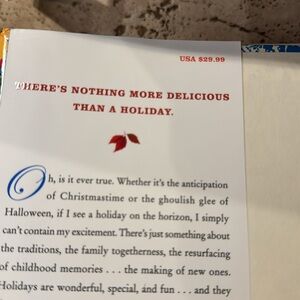 USA $29.99
THERE'S NOTHING MORE DELICIOUS
THAN A HOLIDAY.
Oh, is it ever true. Whether it's the anticipation
of Christmastime or the ghoulish glee of
Halloween, if I see a holiday on the horizon, I simply
can't contain my excitement. There's just something about
the traditions, the family togetherness, the resurfacing
of childhood memories . . . the making of new ones.
Holidays are wonderful, special, and fun . . . and they